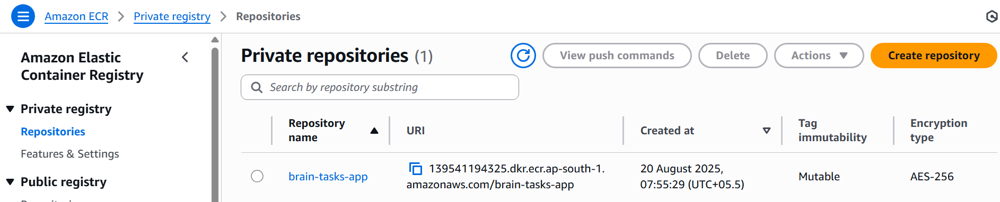 Amazon ECR > Private registry > Repositories
Amazon Elastic
Container Registry
Private registry
Repositories
Features & Settings
Public registry
Private repositories (1)
View push commands
Delete
Actions
Create repository
Search by repository substring
Repository
name
URI
Created at
Tag
immutability
Encryption
type
brain-tasks-app
139541194325.dkr.ecr.ap-south-1.
amazonaws.com/brain-tasks-app
20 August 2025,
07:55:29 (UTC+05.5)
Mutable
AES-256